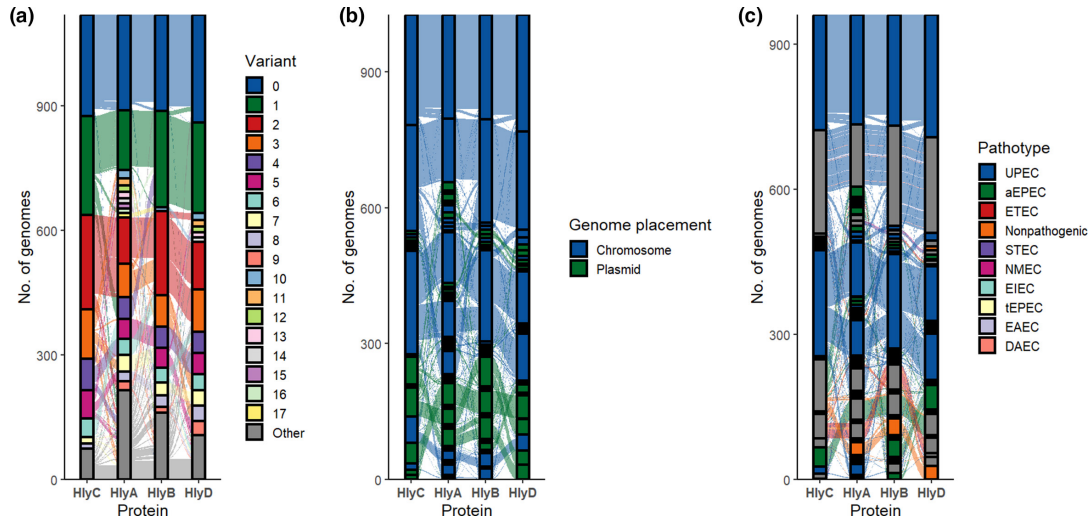 (a)
No. of genomes
900
600
300
0
HlyC HlyA HlyB HlyD
Protein
Variant
0
1
2
3
4
5
6
7
8
9
10
11
12
13
14
15
16
17
Other
(b)
No. of genomes
900
600
300
0
HlyC HlyA HlyB HlyD
Protein
Genome placement
Chromosome
Plasmid
(c)
No. of genomes
900
600
300
0
HlyC HlyA HlyB HlyD
Protein
Pathotype
UPEC
aEPEC
ETEC
Nonpathogenic
STEC
NMEC
EIEC
tEPEC
EAEC
DAEC